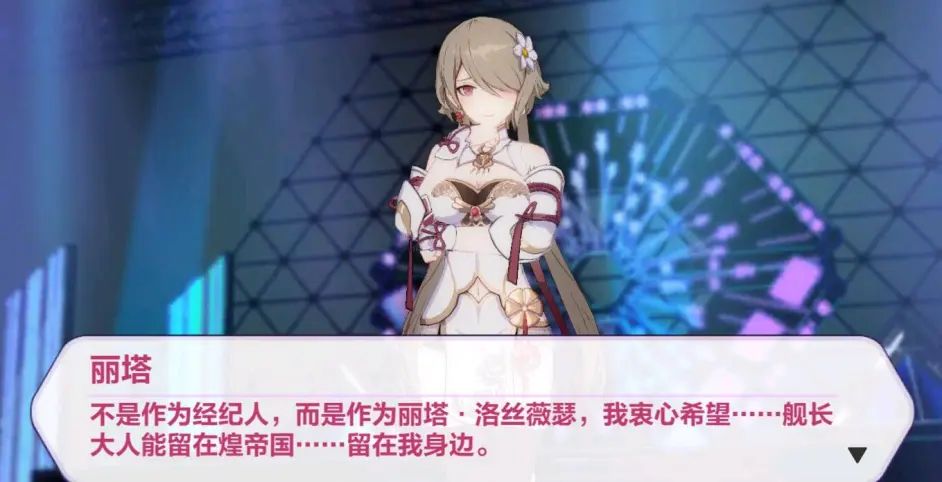 丽塔
不是作为经纪人，而是作为丽塔·洛丝薇瑟，我衷心希望……舰长
大人能留在煌帝国……留在我身边。